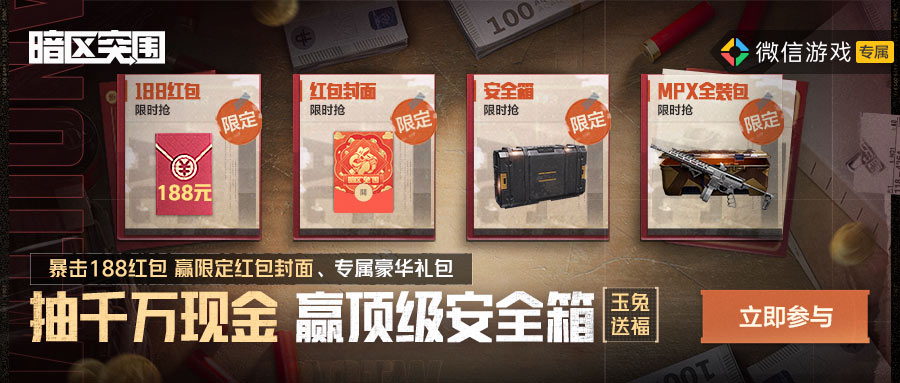 暗区突围
微信游戏 专属
188红包
限时抢
限定
188元
红包封面
限时抢
限定
暗区突围
開
安全箱
限时抢
限定
MPX全装包
限时抢
限定
100
暴击188红包 赢限定红包封面、专属豪华礼包
抽千万现金 赢顶级安全箱
玉兔
送福
立即参与
100